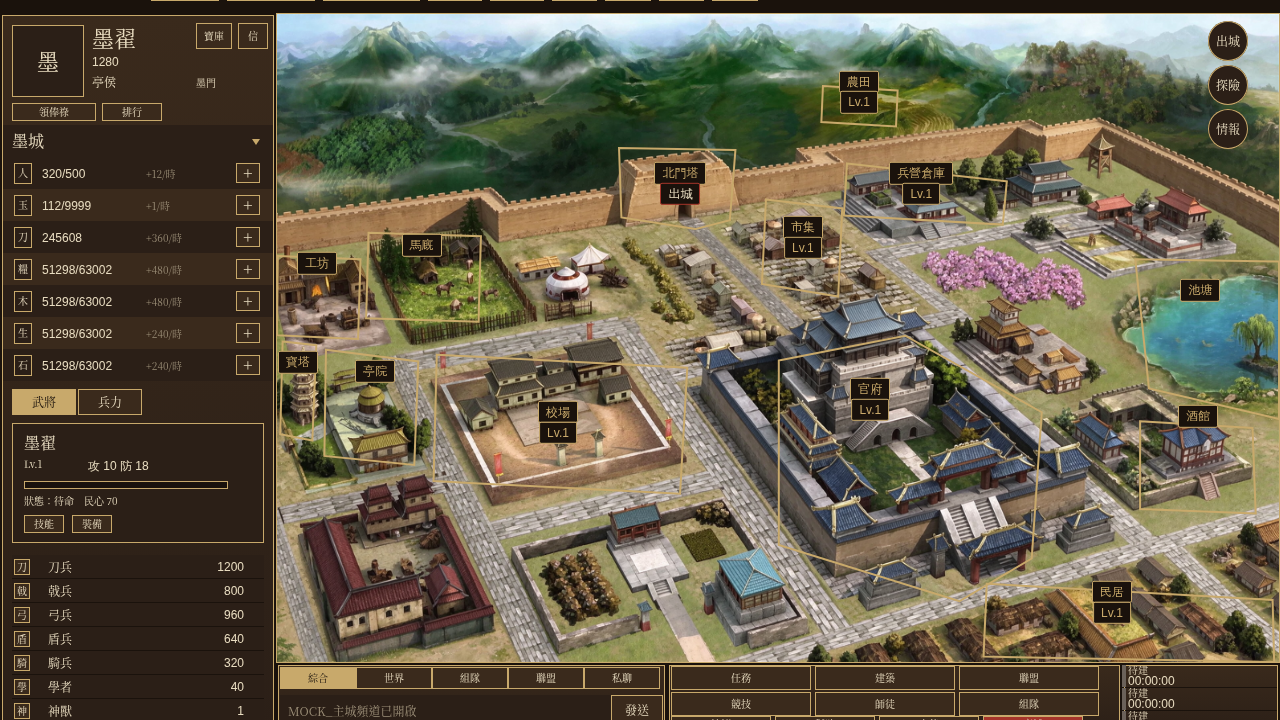 墨
墨翟
寶庫
信
1280
亭侯
墨門
領俸祿
排行
墨城
人 320/500 +12/時 +
玉 112/9999 +1/時 +
刀 245608 +360/時 +
糧 51298/63002 +480/時 +
木 51298/63002 +480/時 +
生 51298/63002 +240/時 +
石 51298/63002 +240/時 +
武將
兵力
墨翟
Lv.1 攻 10 防 18
狀態：待命 民心 70
技能
裝備
刀 刀兵 1200
戟 戟兵 800
弓 弓兵 960
盾 盾兵 640
騎 騎兵 320
學 學者 40
神 神獸 1
出城
探險
情報
農田
Lv.1
北門塔
出城
兵營倉庫
Lv.1
市集
Lv.1
馬廐
工坊
池塘
寶塔
亭院
官府
Lv.1
校場
Lv.1
酒館
民居
Lv.1
綜合
世界
組隊
聯盟
私聊
MOCK_主城頻道已開啟
發送
任務
建築
聯盟
競技
師徒
組隊
待建
00:00:00
待建
00:00:00
待建